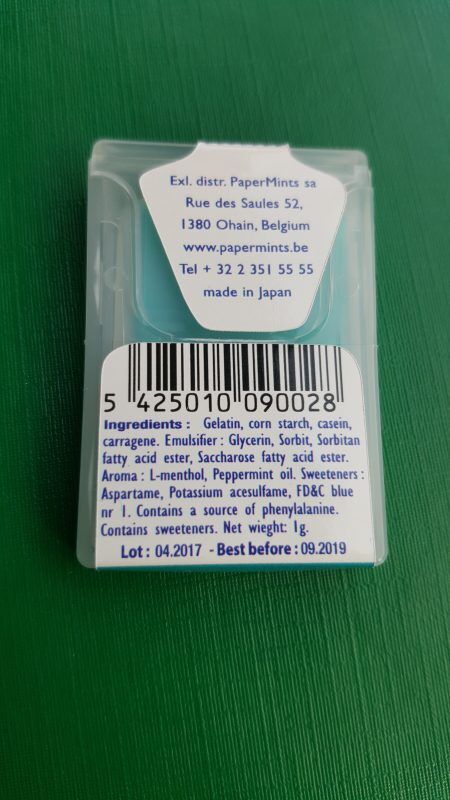 Exl. distr. PaperMints sa
Rue des Saules 52,
1380 Ohain, Belgium
www.papermints.be
Tel + 32 2 351 55 55
made in Japan
5 425010 090028
Ingredients : Gelatin, corn starch, casein,
carragene. Emulsifier : Glycerin, Sorbit, Sorbitan
fatty acid ester, Saccharose fatty acid ester.
Aroma : L-menthol, Peppermint oil. Sweeteners :
Aspartame, Potassium acesulfame, FD&C blue
nr 1. Contains a source of phenylalanine.
Contains sweeteners. Net wieght: 1g.
Lot : 04.2017 - Best before : 09.2019